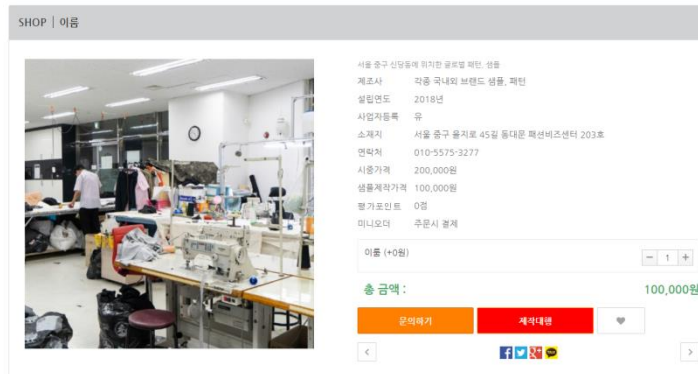 SHOP | 이룸
서울 중구 신당동에 위치한 글로벌 패턴, 샘플
제조사 각종 국내외 브랜드 샘플, 패턴
설립연도 2018년
사업자등록 유
소재지 서울 중구 을지로 45길 동대문 패션비즈센터 203호
연락처 010-5575-3277
시중가격 200,000원
샘플제작가격 100,000원
평가포인트 0점
미니오더 주문시 결제
이룸 (+0원)
- 1 +
총 금액 : 100,000원
문의하기 제작대행